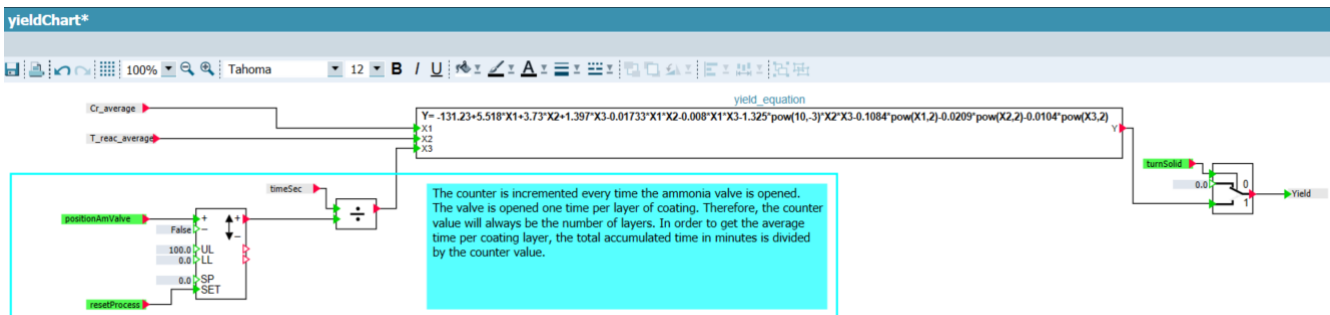 yieldChart*
100% Tahoma 12 B I U A
yield_equation
Cr_average
Y= -131.23+5.518*X1+3.73*X2+1.397*X3-0.01733*X1*X2-0.008*X1*X3-1.325*pow(10,-3)*X2*X3-0.1084*pow(X1,2)-0.0209*pow(X2,2)-0.0104*pow(X3,2)
X1
Y
T_reac_average
X2
X3
turnSolid
0.0
0
1
Yield
timeSec
÷
The counter is incremented every time the ammonia valve is opened.
The valve is opened one time per layer of coating. Therefore, the counter
value will always be the number of layers. In order to get the average
time per coating layer, the total accumulated time in minutes is divided
by the counter value.
positionAmValve
+
+
False
−
−
100.0
UL
0.0
LL
0.0
SP
SET
resetProcess